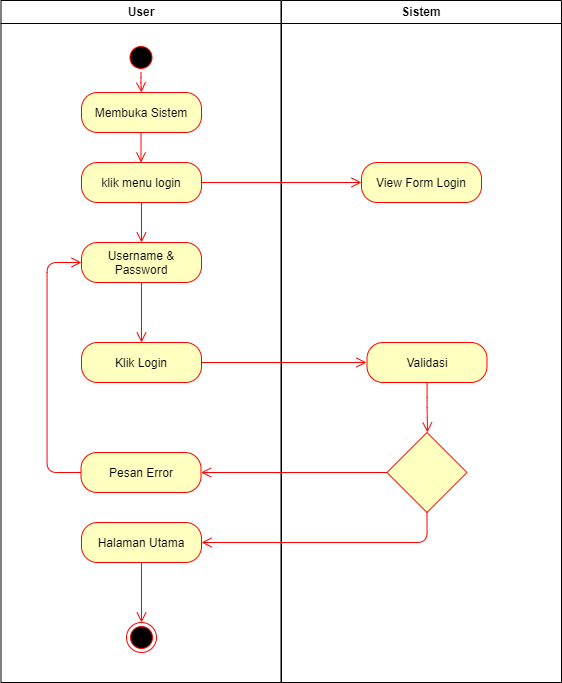 User
Sistem
Membuka Sistem
klik menu login
View Form Login
Username &
Password
Klik Login
Validasi
Pesan Error
Halaman Utama